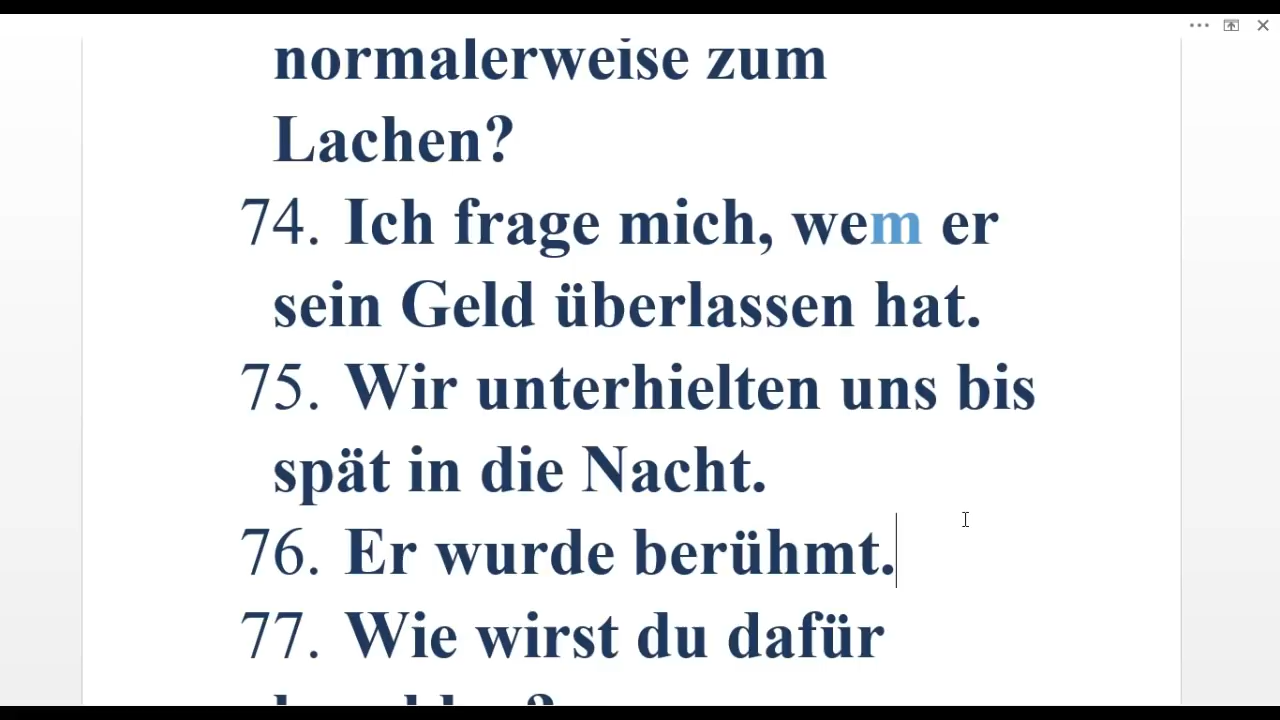 normalerweise zum
Lachen?
74. Ich frage mich, wem er
sein Geld überlassen hat.
75. Wir unterhielten uns bis
spät in die Nacht.
76. Er wurde berühmt.
77. Wie wirst du dafür